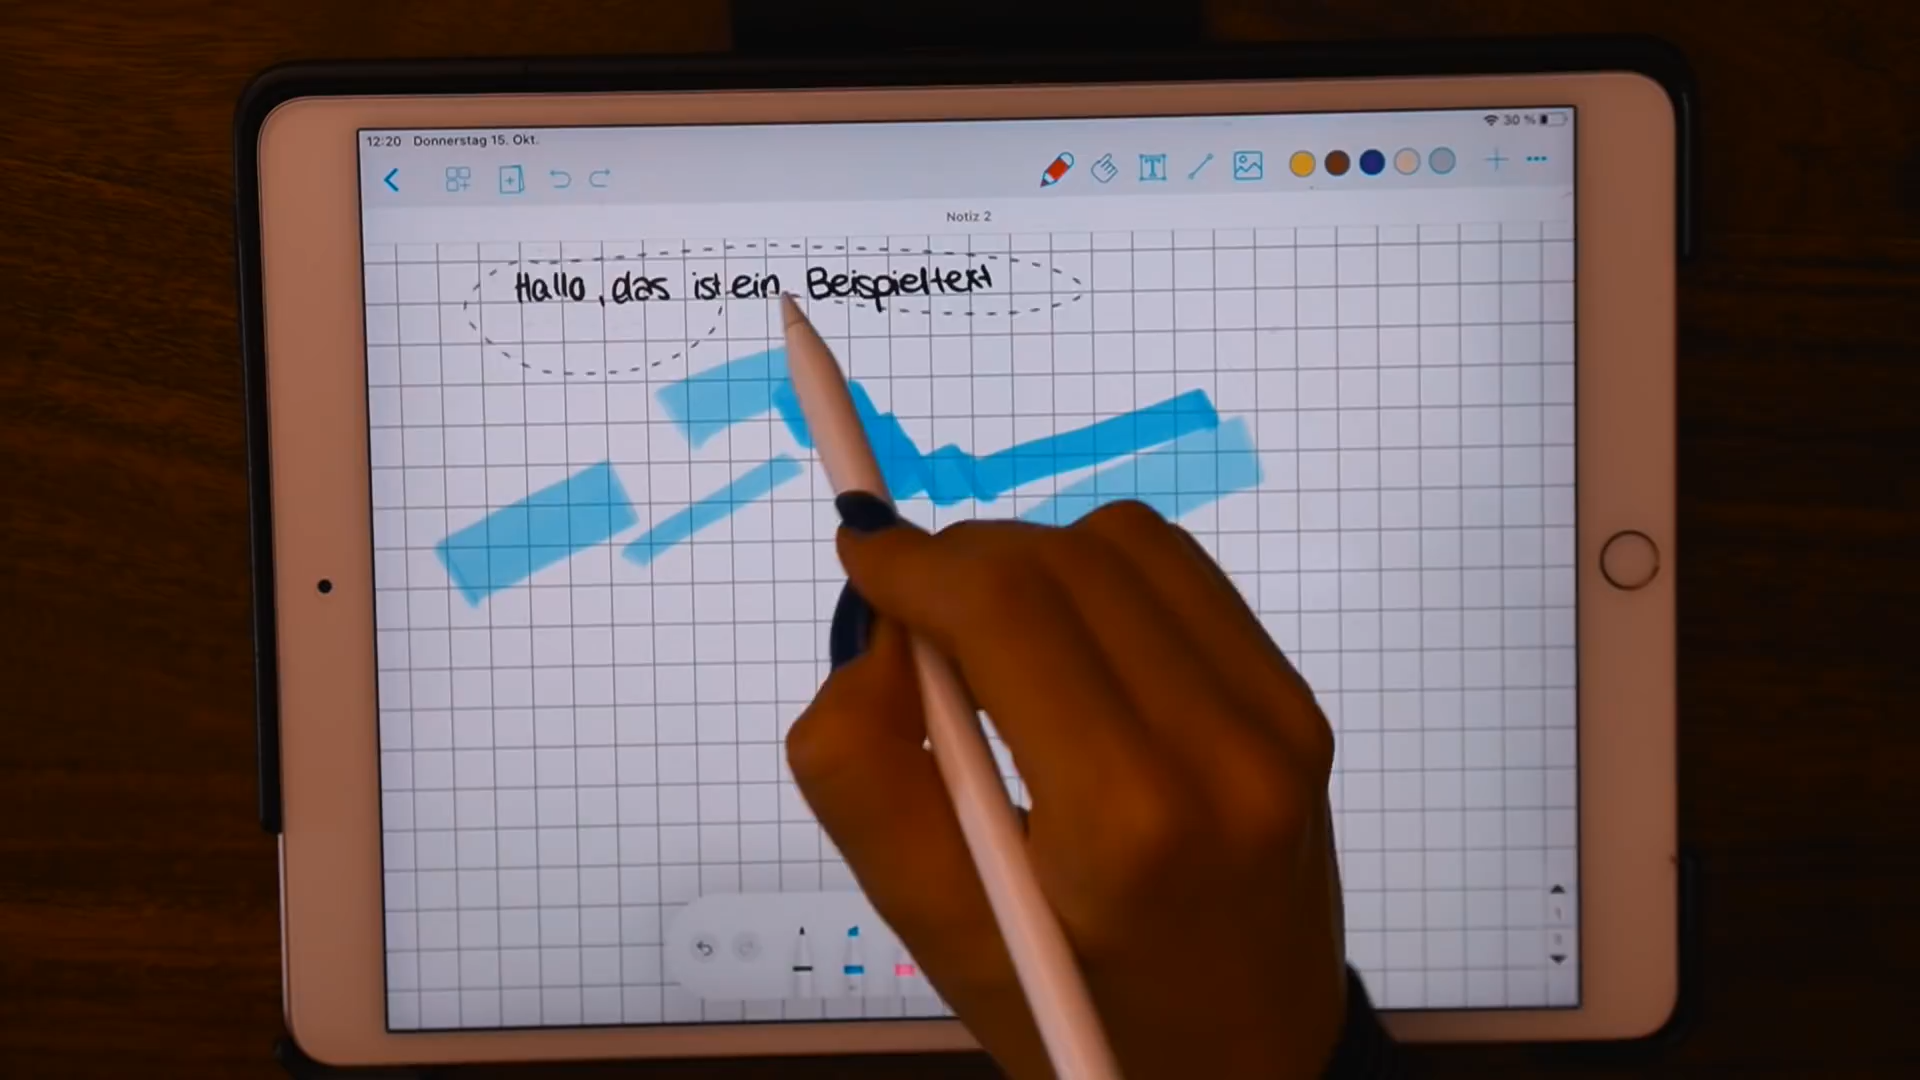 12:20 Donnerstag 15. Okt.
30 %
Notiz 2
Hallo, das ist ein Beispieltext